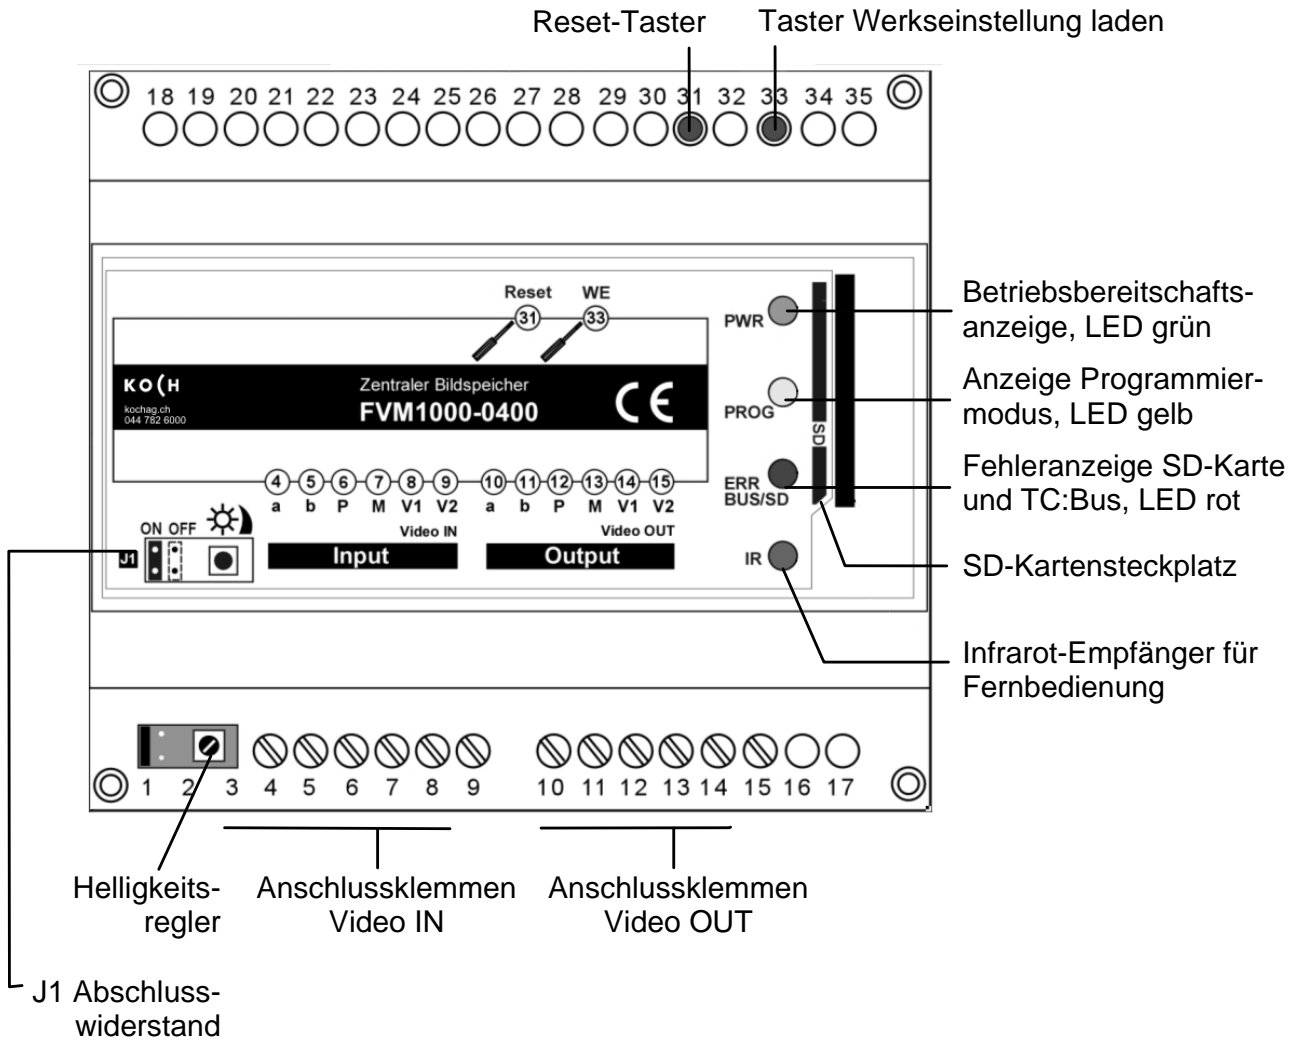 Reset-Taster Taster Werkseinstellung laden
18 19 20 21 22 23 24 25 26 27 28 29 30 31 32 33 34 35
Reset WE
31 33
PWR
Betriebsbereitschafts-
anzeige, LED grün
KOCH
kochag.ch
044 782 6000
Zentraler Bildspeicher
FVM1000-0400
CE
PROG
Anzeige Programmier-
modus, LED gelb
SD
4 5 6 7 8 9 10 11 12 13 14 15
a b P M V1 V2 a b P M V1 V2
Video IN Video OUT
Input Output
ERR
BUS/SD
Fehleranzeige SD-Karte
und TC:Bus, LED rot
ON OFF
J1
IR
SD-Kartensteckplatz
Infrarot-Empfänger für
Fernbedienung
1 2 3 4 5 6 7 8 9 10 11 12 13 14 15 16 17
Helligkeits-
regler
Anschlussklemmen
Video IN
Anschlussklemmen
Video OUT
J1 Abschluss-
widerstand